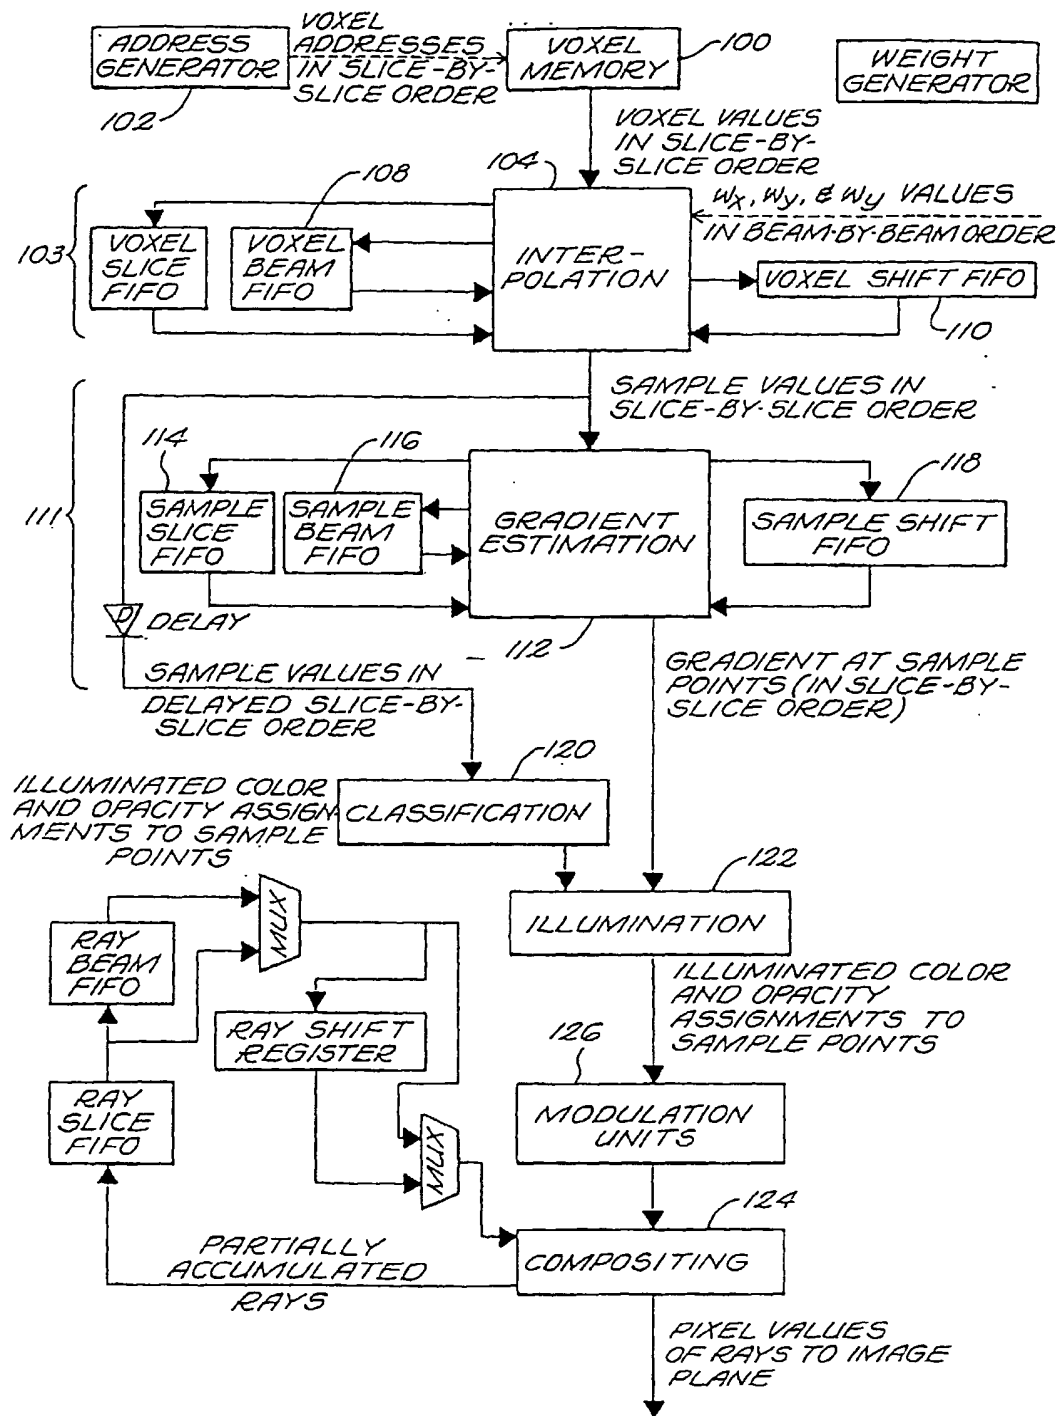 ADDRESS
GENERATOR
102
VOXEL
ADDRESSES
IN SLICE-BY-
SLICE ORDER
VOXEL
MEMORY
100
WEIGHT
GENERATOR
VOXEL VALUES
IN SLICE-BY-
SLICE ORDER
104
108
103
VOXEL
SLICE
FIFO
VOXEL
BEAM
FIFO
INTER-
POLATION
Wx, Wy, & Wy VALUES
IN BEAM-BY-BEAM ORDER
VOXEL SHIFT FIFO
110
SAMPLE VALUES IN
SLICE-BY-SLICE ORDER
111
114
116
118
SAMPLE
SLICE
FIFO
SAMPLE
BEAM
FIFO
GRADIENT
ESTIMATION
SAMPLE SHIFT
FIFO
D
DELAY
112
SAMPLE VALUES IN
DELAYED SLICE-BY-
SLICE ORDER
GRADIENT AT SAMPLE
POINTS (IN SLICE-BY-
SLICE ORDER)
120
CLASSIFICATION
ILLUMINATED COLOR
AND OPACITY ASSIGN
MENTS TO SAMPLE
POINTS
122
ILLUMINATION
MUX
RAY
BEAM
FIFO
RAY SHIFT
REGISTER
ILLUMINATED COLOR
AND OPACITY
ASSIGNMENTS TO
SAMPLE POINTS
126
RAY
SLICE
FIFO
MUX
MODULATION
UNITS
124
COMPOSITING
PARTIALLY
ACCUMULATED
RAYS
PIXEL VALUES
OF RAYS TO IMAGE
PLANE